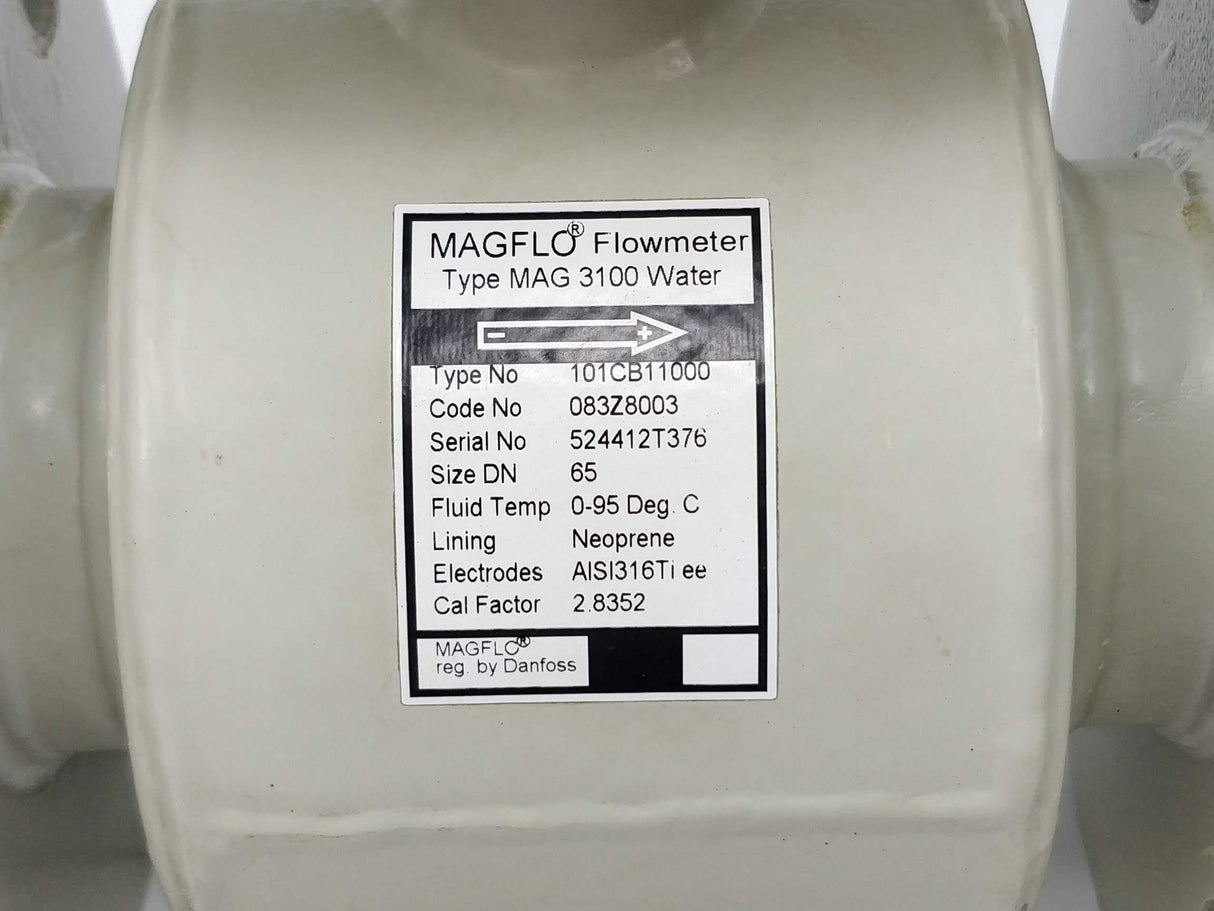 MAGFLO® Flowmeter
Type MAG 3100 Water
- +
Type No 101CB11000
Code No 083Z8003
Serial No 524412T376
Size DN 65
Fluid Temp 0-95 Deg. C
Lining Neoprene
Electrodes AISI316Ti ee
Cal Factor 2.8352
MAGFLO®
reg. by Danfoss